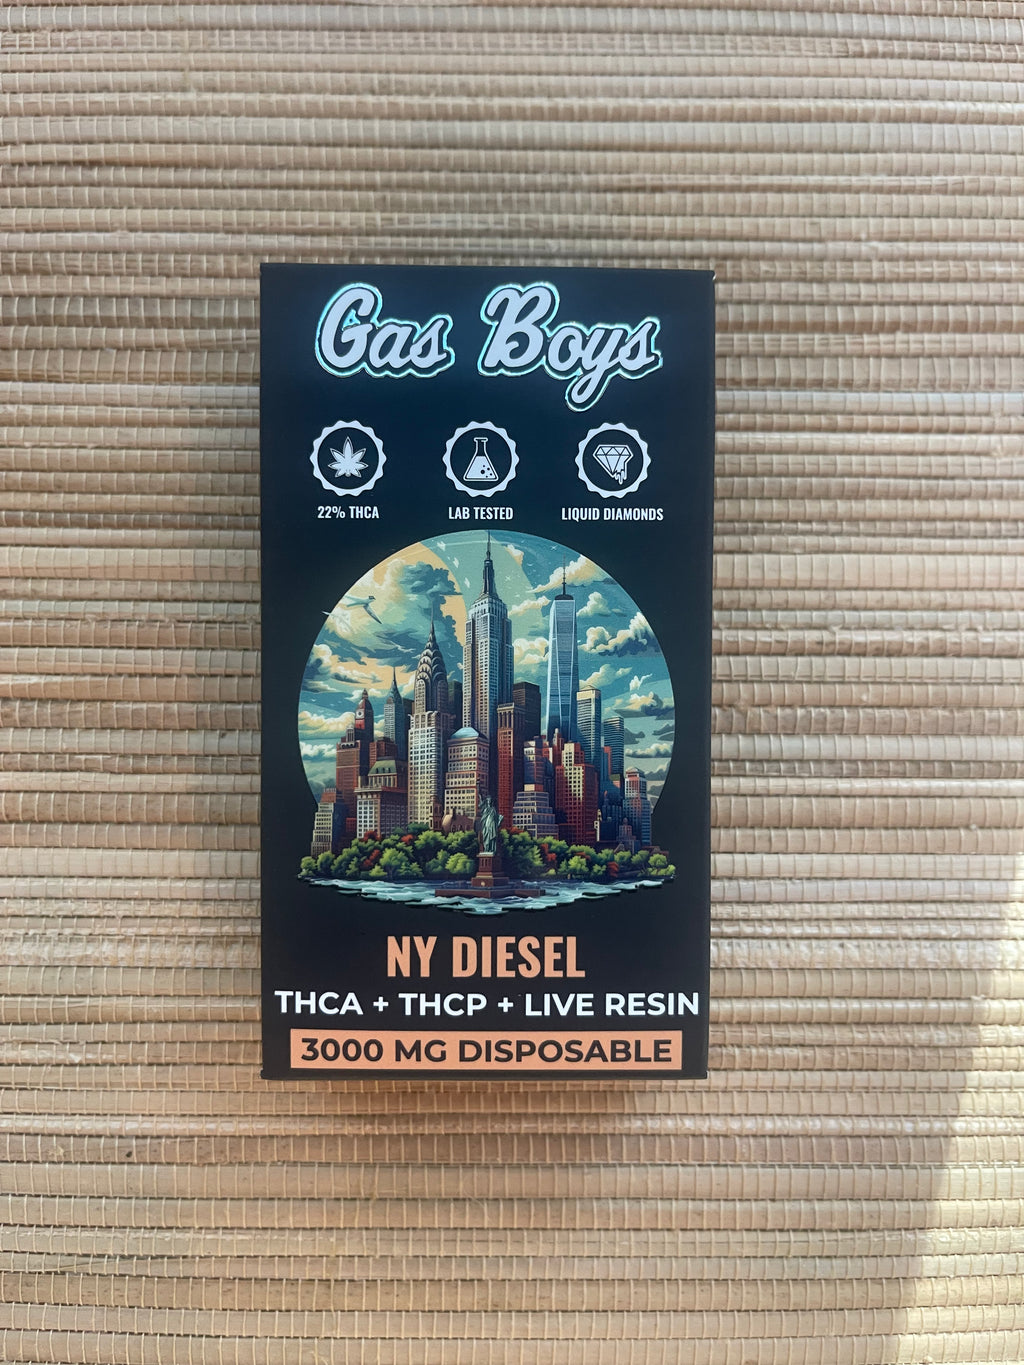 Gas Boys
22% THCA
LAB TESTED
LIQUID DIAMONDS
NY DIESEL
THCA + THCP + LIVE RESIN
3000 MG DISPOSABLE